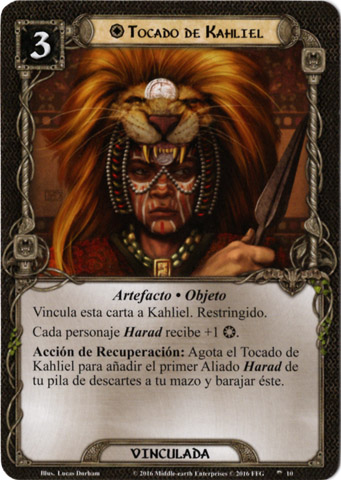 3
Tocado de Kahliel
Artefacto • Objeto
Vincula esta carta a Kahliel. Restringido.
Cada personaje Harad recibe +1
Acción de Recuperación: Agota el Tocado de
Kahliel para añadir el primer Aliado Harad de
tu pila de descartes a tu mazo y barajar éste.
VINCULADA
Illus. Lucas Durham
© 2016 Middle-earth Enterprises © 2016 FFG
10